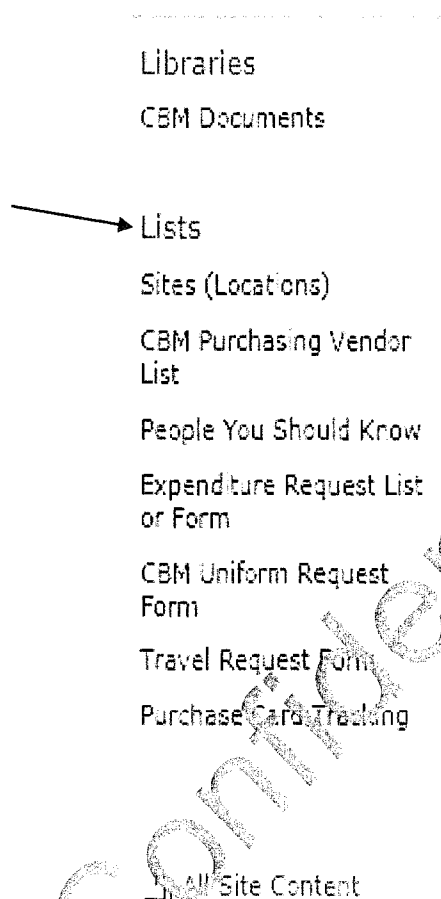 Libraries
CBM Documents
Lists
Sites (Locations)
CBM Purchasing Vendor
List
People You Should Know
Expenditure Request List
or Form
CBM Uniform Request
Form
Travel Request Form
Purchase Card Tracking
All Site Content